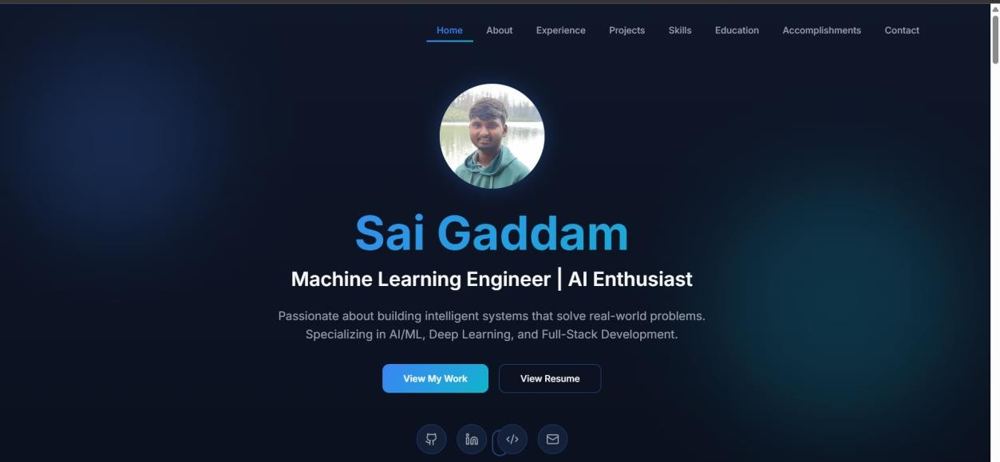 Home About Experience Projects Skills Education Accomplishments Contact
Sai Gaddam
Machine Learning Engineer | AI Enthusiast
Passionate about building intelligent systems that solve real-world problems.
Specializing in AI/ML, Deep Learning, and Full-Stack Development.
View My Work View Resume